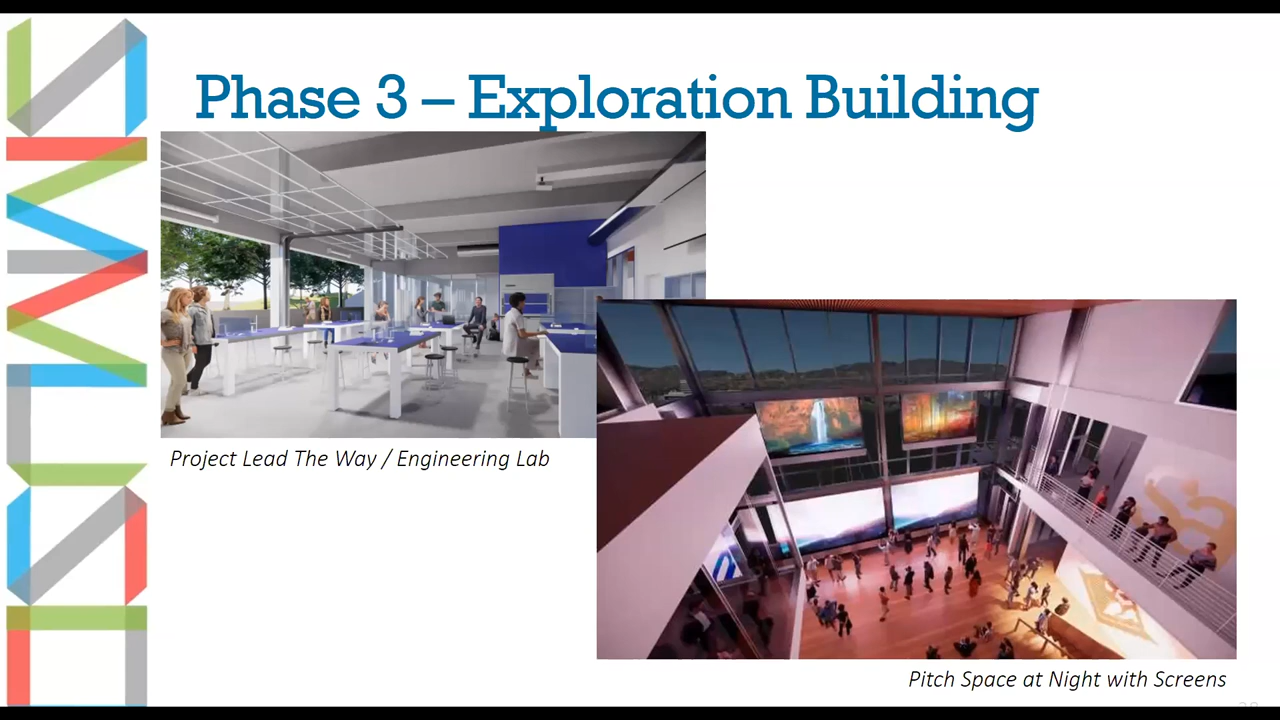 Phase 3 – Exploration Building
Project Lead The Way / Engineering Lab
Pitch Space at Night with Screens